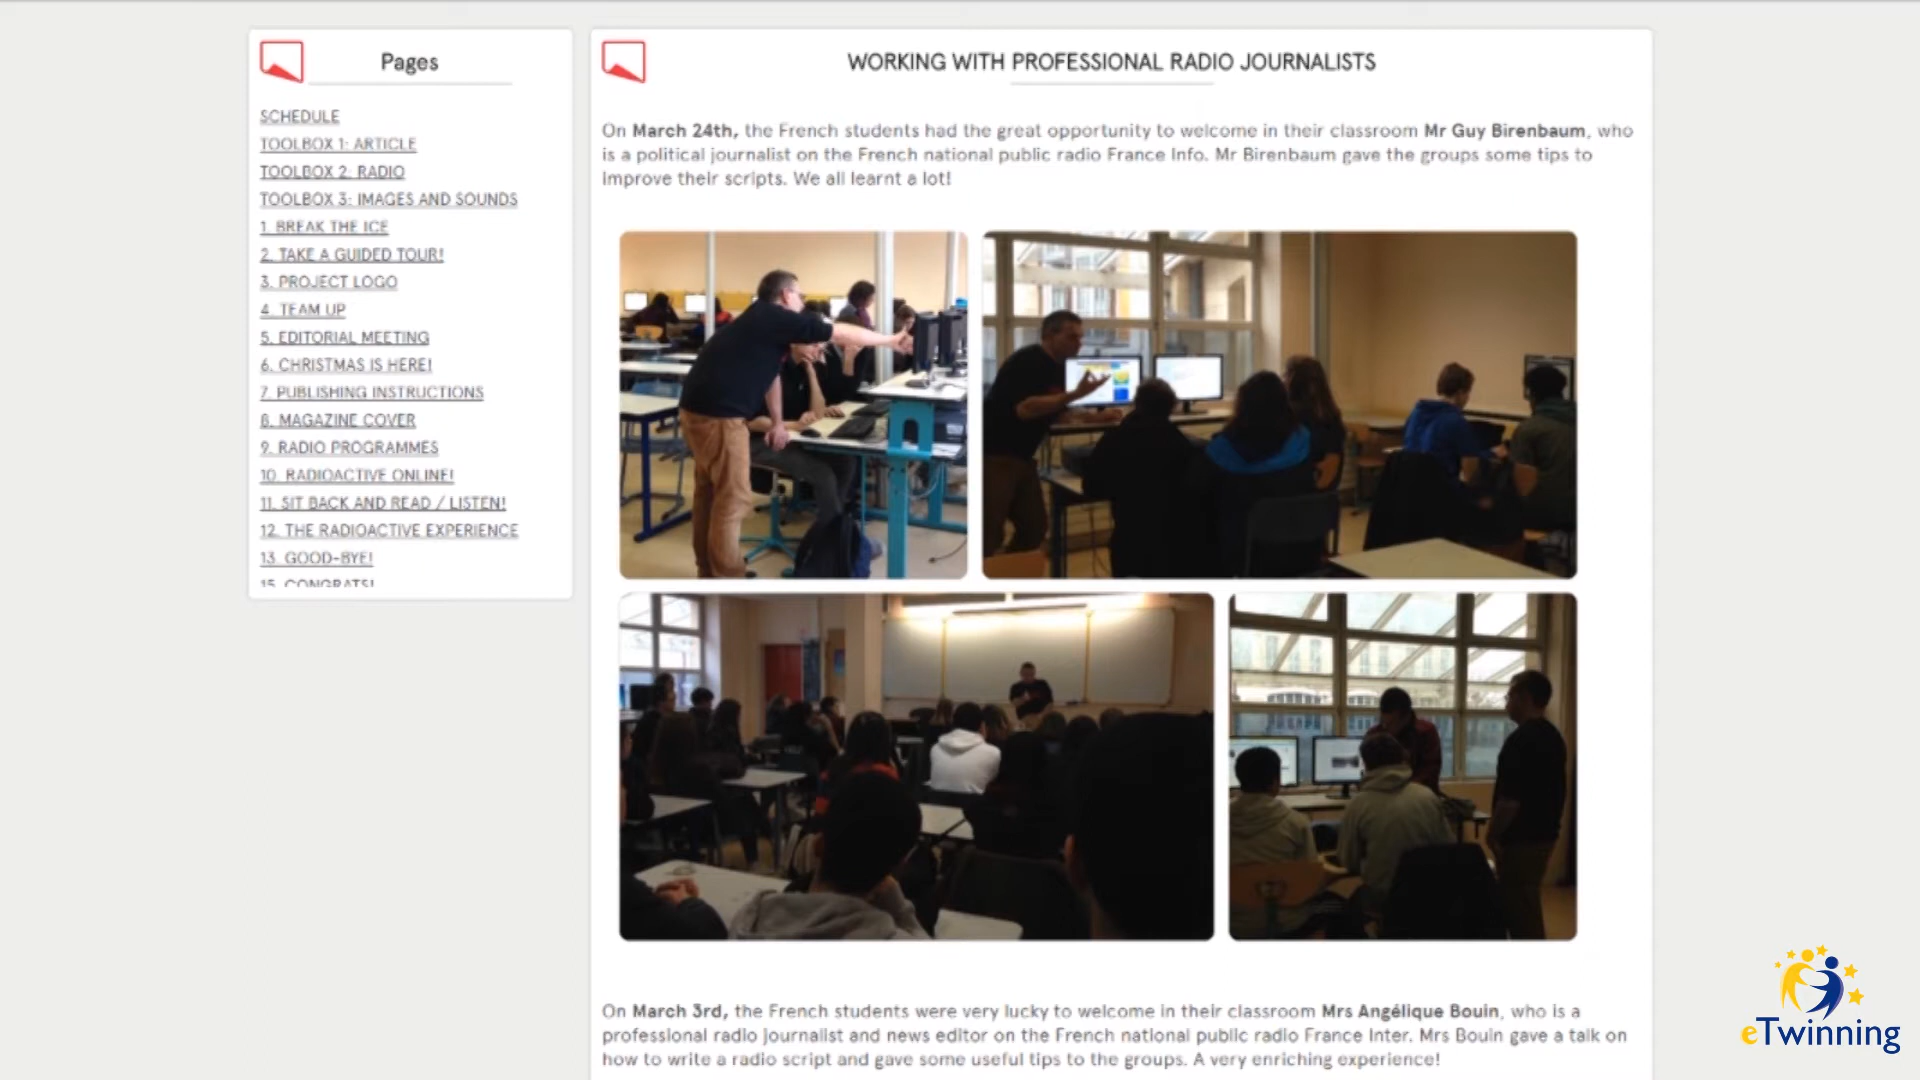 Pages
SCHEDULE
TOOLBOX 1: ARTICLE
TOOLBOX 2: RADIO
TOOLBOX 3: IMAGES AND SOUNDS
1. BREAK THE ICE
2. TAKE A GUIDED TOUR!
3. PROJECT LOGO
4. TEAM UP
5. EDITORIAL MEETING
6. CHRISTMAS IS HERE!
7. PUBLISHING INSTRUCTIONS
8. MAGAZINE COVER
9. RADIO PROGRAMMES
10. RADIOACTIVE ONLINE!
11. SIT BACK AND READ / LISTEN!
12. THE RADIOACTIVE EXPERIENCE
13. GOOD-BYE!
15. CONGRATS!
WORKING WITH PROFESSIONAL RADIO JOURNALISTS
On March 24th, the French students had the great opportunity to welcome in their classroom Mr Guy Birenbaum, who
is a political journalist on the French national public radio France Info. Mr Birenbaum gave the groups some tips to
improve their scripts. We all learnt a lot!
On March 3rd, the French students were very lucky to welcome in their classroom Mrs Angélique Bouin, who is a
professional radio journalist and news editor on the French national public radio France Inter. Mrs Bouin gave a talk on
how to write a radio script and gave some useful tips to the groups. A very enriching experience!
eTwinning